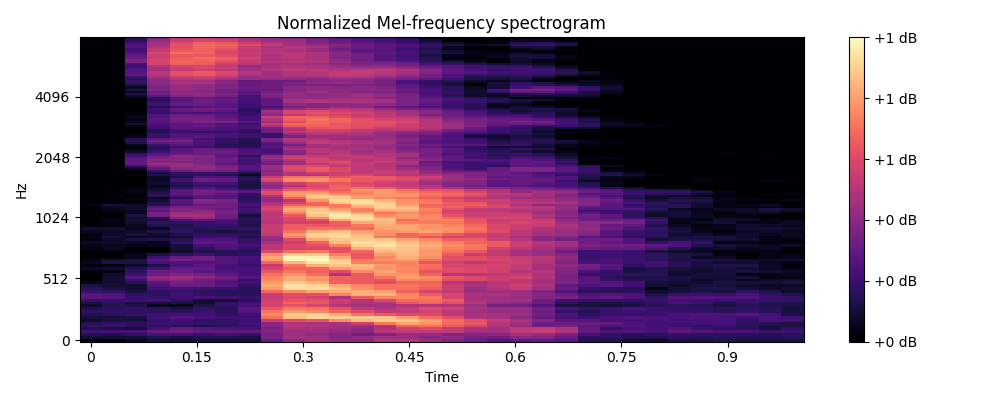 Normalized Mel-frequency spectrogram
Hz
4096
2048
1024
512
0
0
0.15
0.3
0.45
0.6
0.75
0.9
Time
+1 dB
+1 dB
+1 dB
+0 dB
+0 dB
+0 dB